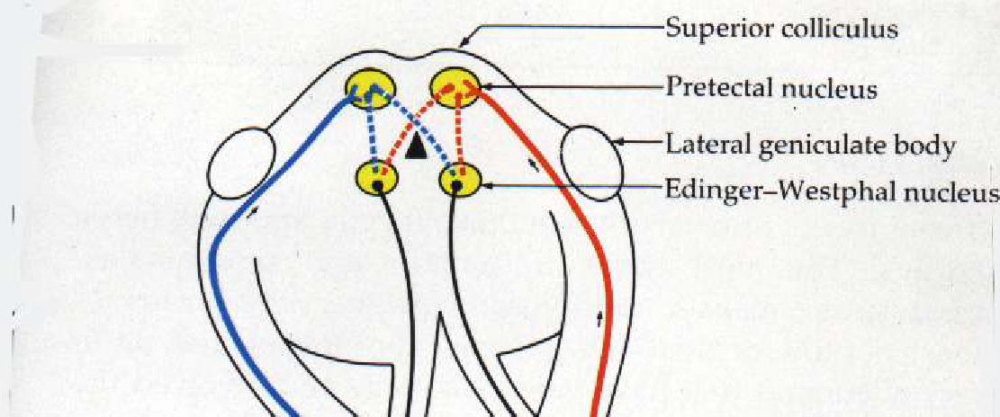 Superior colliculus
Pretectal nucleus
Lateral geniculate body
Edinger–Westphal nucleus